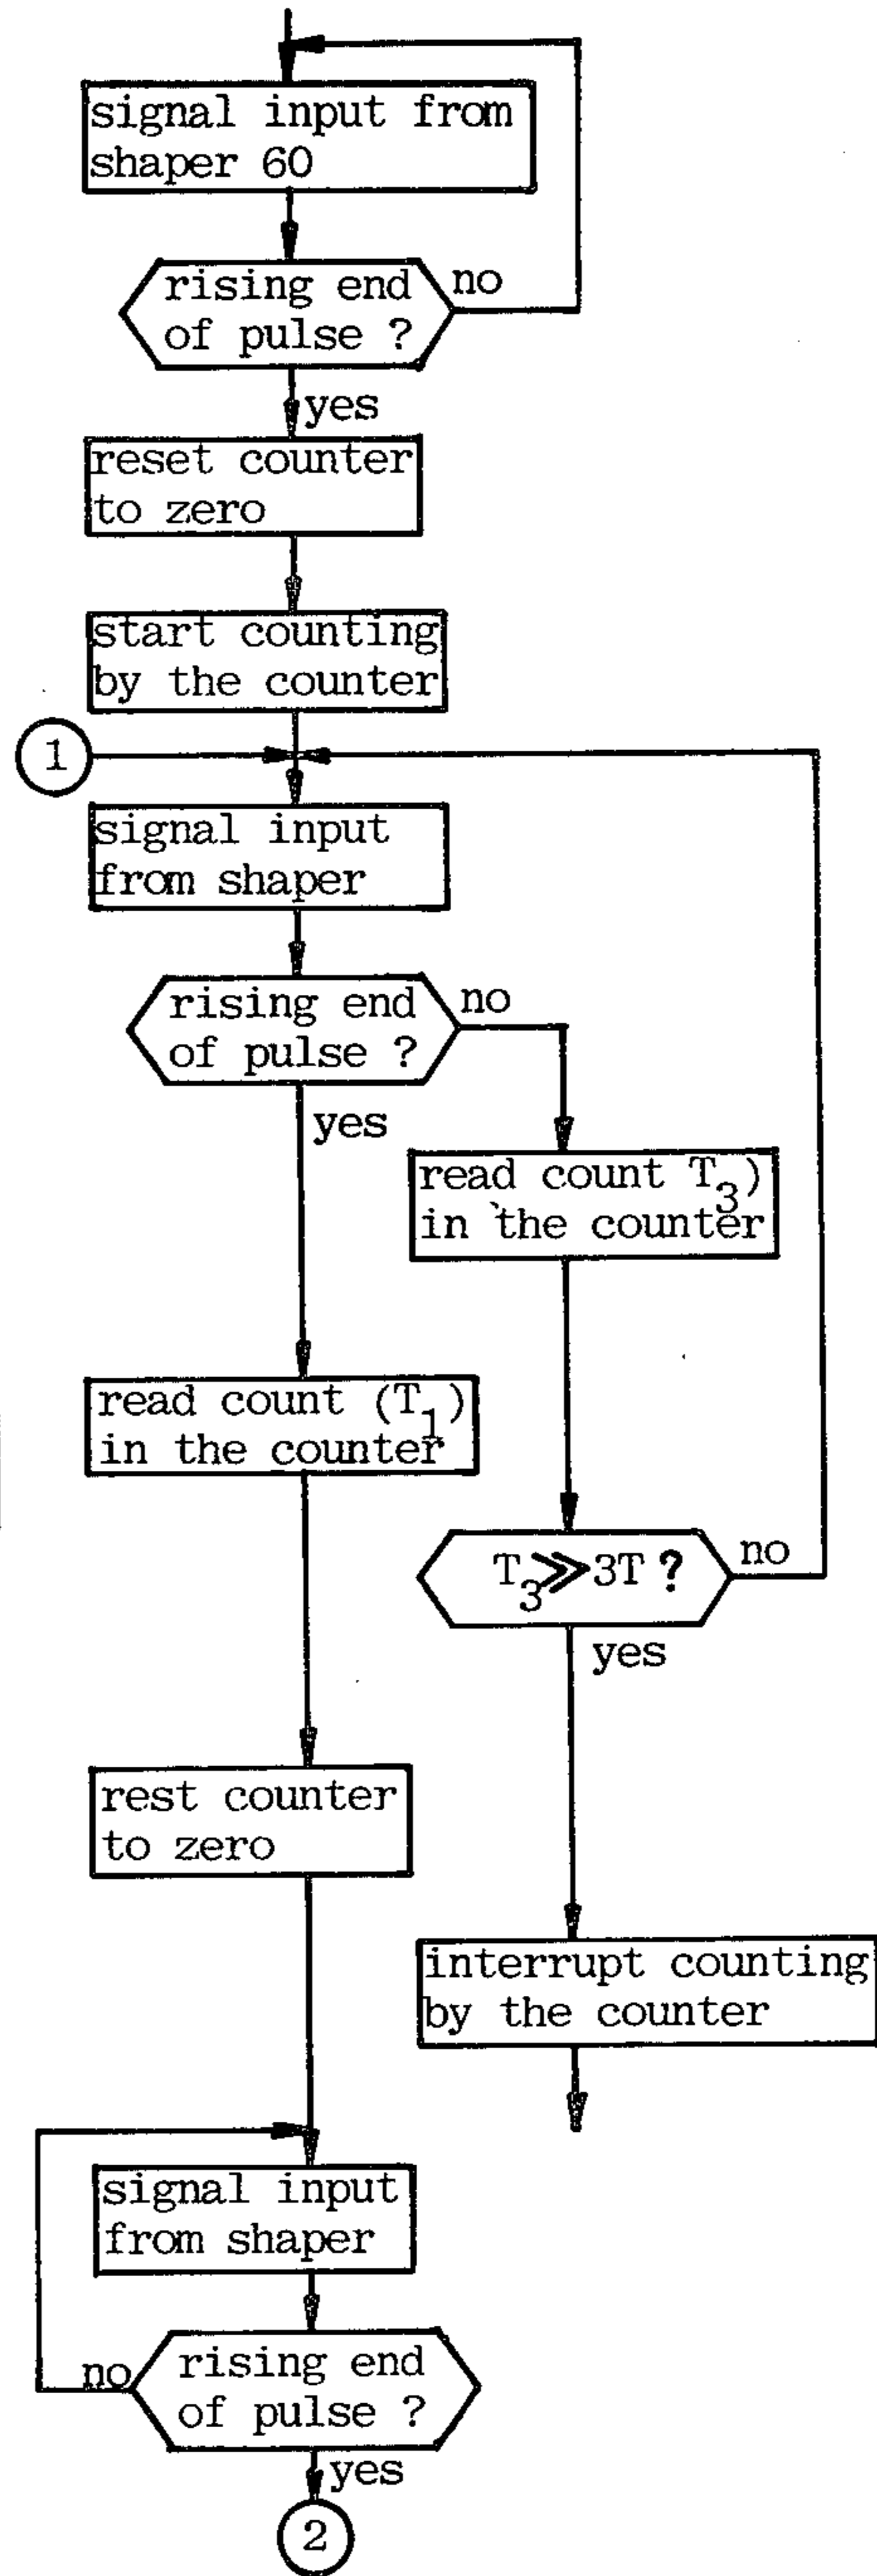 signal input from
shaper 60
rising end
of pulse ?
no
yes
reset counter
to zero
start counting
by the counter
1
signal input
from shaper
rising end
of pulse ?
no
yes
read count T3)
in the counter
read count (T1)
in the counter
T3≫3T ?
no
yes
rest counter
to zero
interrupt counting
by the counter
signal input
from shaper
rising end
of pulse ?
no
yes
2